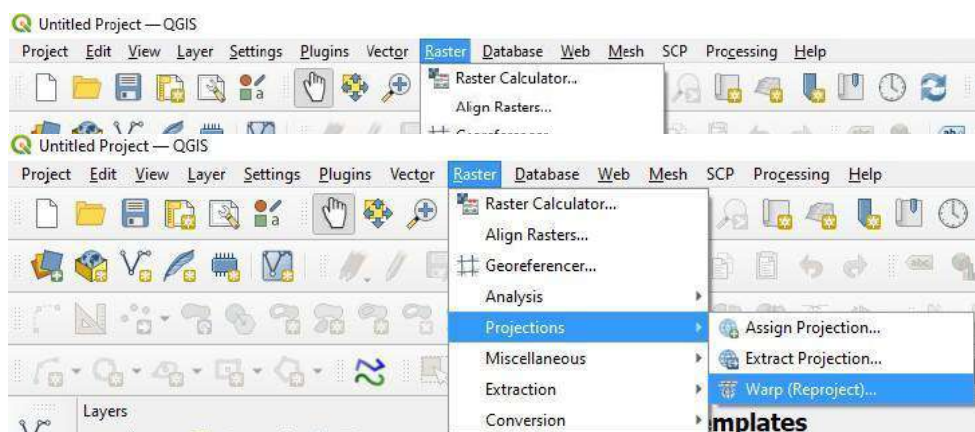 Untitled Project — QGIS
Project Edit View Layer Settings Plugins Vector Raster Database Web Mesh SCP Processing Help
Raster Calculator...
Align Rasters...
Untitled Project — QGIS
Project Edit View Layer Settings Plugins Vector Raster Database Web Mesh SCP Processing Help
Raster Calculator...
Align Rasters...
Georeferencer...
Analysis
Projections
Assign Projection...
Miscellaneous
Extract Projection...
Extraction
Warp (Reproject)...
Layers
Conversion
mplates